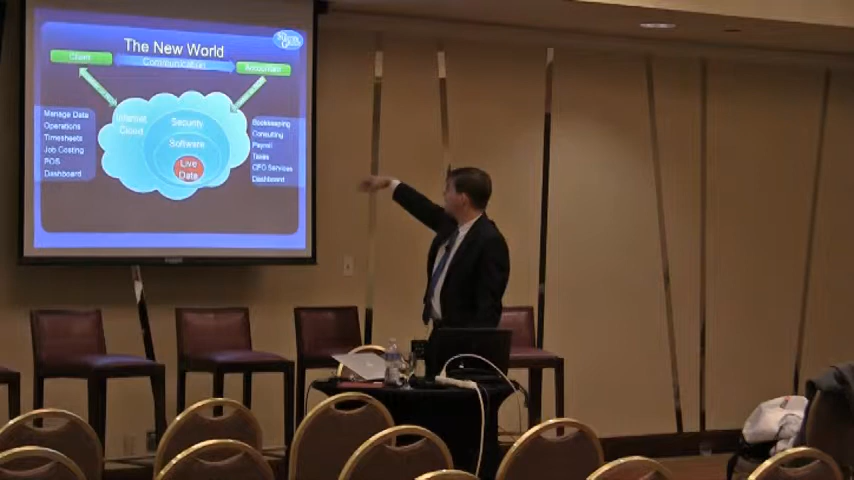 The New World
Client
Communication
Accountant
Manage Data
Operations
Timesheets
Job Costing
POS
Dashboard
Internet
Cloud
Security
Software
Live
Data
Bookkeeping
Consulting
Payroll
Taxes
CFO Services
Dashboard